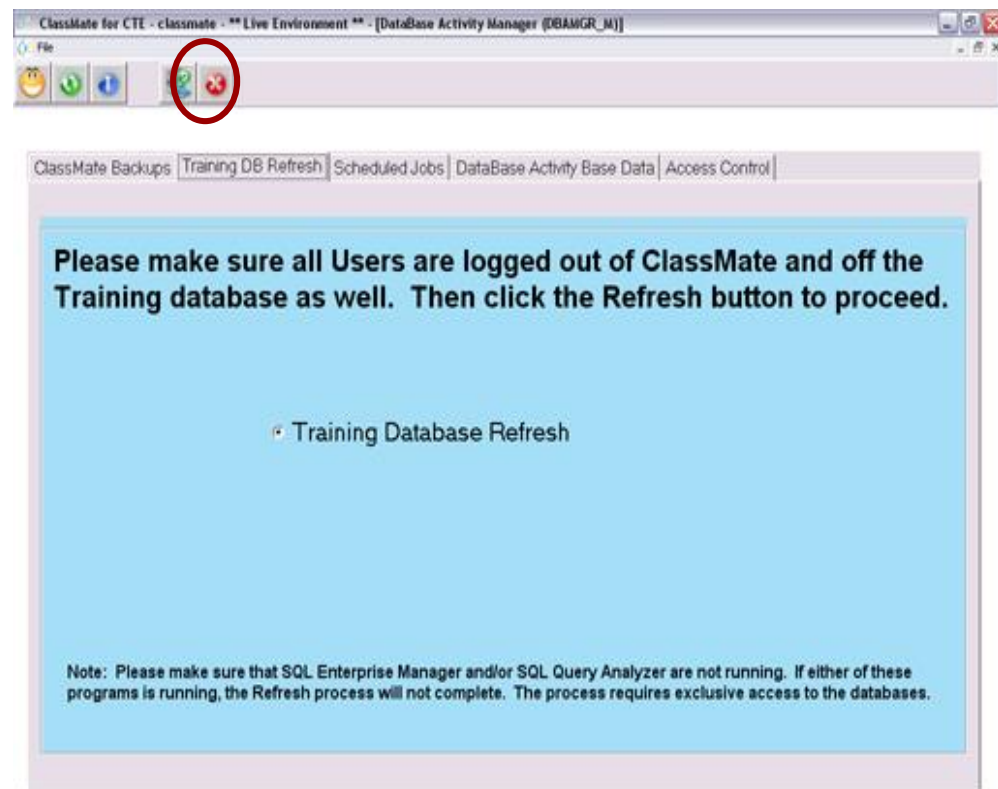 ClassMate for CTE - classmate - ** Live Environment ** - [DataBase Activity Manager (DBAMGR_M)]
File
ClassMate Backups Training DB Refresh Scheduled Jobs DataBase Activity Base Data Access Control
Please make sure all Users are logged out of ClassMate and off the
Training database as well. Then click the Refresh button to proceed.
Training Database Refresh
Note: Please make sure that SQL Enterprise Manager and/or SQL Query Analyzer are not running. If either of these
programs is running, the Refresh process will not complete. The process requires exclusive access to the databases.